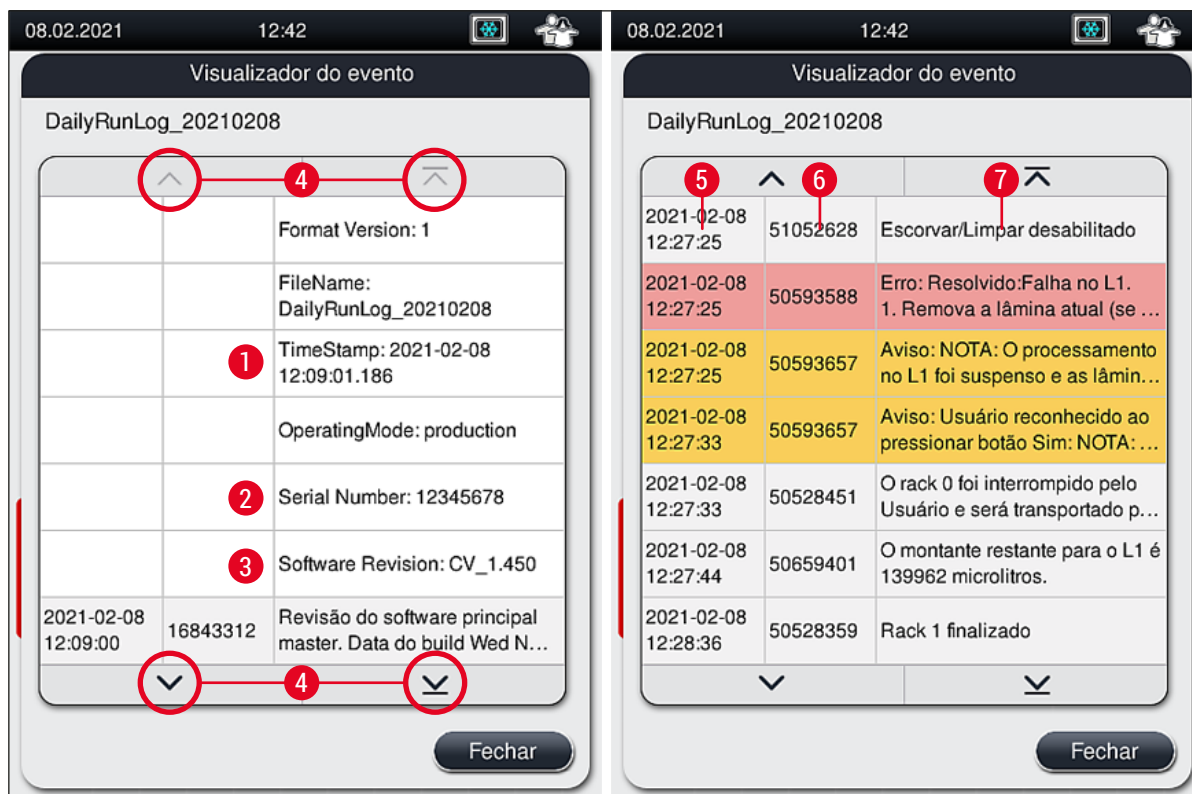 08.02.2021 12:42
Visualizador do evento
DailyRunLog_20210208
4
Format Version: 1
FileName:
DailyRunLog_20210208
1
TimeStamp: 2021-02-08
12:09:01.186
OperatingMode: production
2
Serial Number: 12345678
3
Software Revision: CV_1.450
2021-02-08
12:09:00
16843312
Revisão do software principal
master. Data do build Wed N...
4
Fechar
08.02.2021 12:42
Visualizador do evento
DailyRunLog_20210208
5 6 7
2021-02-08
12:27:25
51052628
Escorvar/Limpar desabilitado
2021-02-08
12:27:25
50593588
Erro: Resolvido:Falha no L1.
1. Remova a lâmina atual (se ...
2021-02-08
12:27:25
50593657
Aviso: NOTA: O processamento
no L1 foi suspenso e as lâmin...
2021-02-08
12:27:33
50593657
Aviso: Usuário reconhecido ao
pressionar botão Sim: NOTA: ...
2021-02-08
12:27:33
50528451
O rack 0 foi interrompido pelo
Usuário e será transportado p...
2021-02-08
12:27:44
50659401
O montante restante para o L1 é
139962 microlitros.
2021-02-08
12:28:36
50528359
Rack 1 finalizado
Fechar